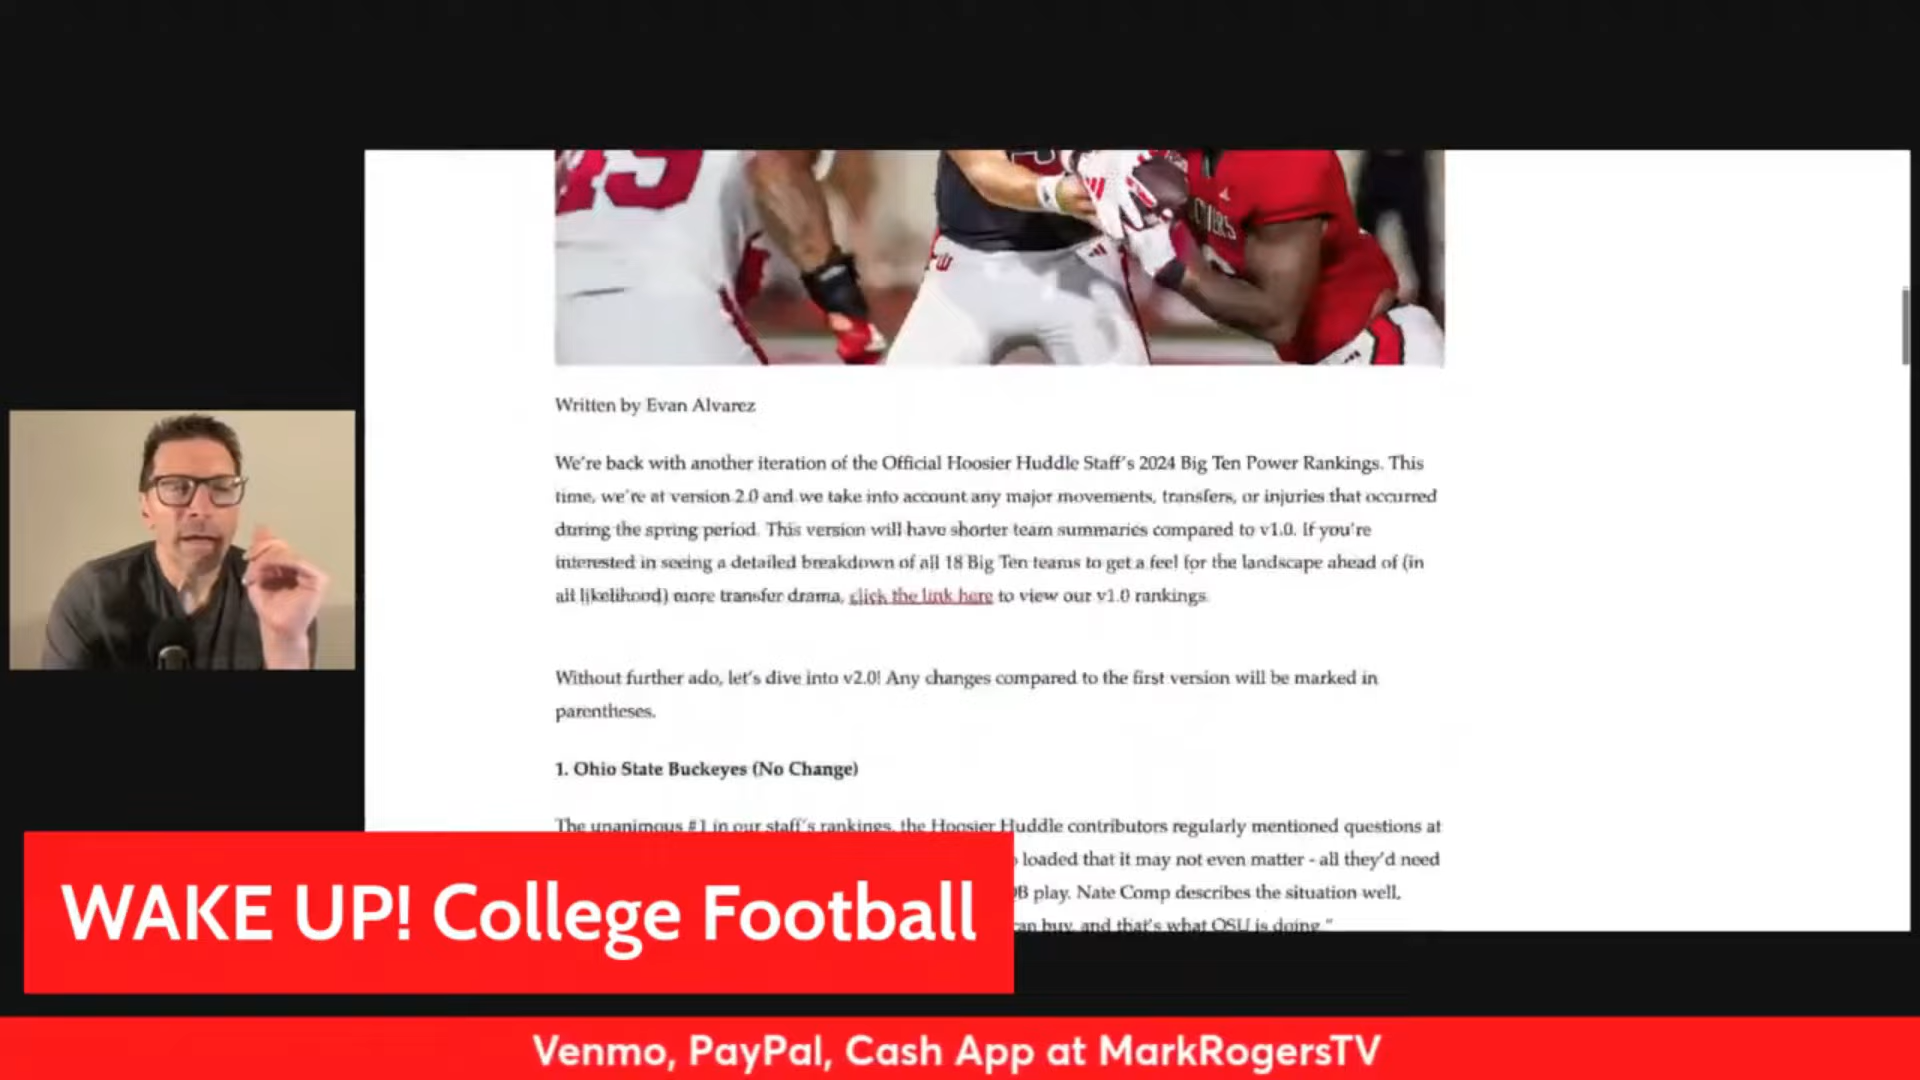 Written by Evan Alvarez
We're back with another iteration of the Official Hoosier Huddle Staff's 2024 Big Ten Power Rankings. This
time, we're at version 2.0 and we take into account any major movements, transfers, or injuries that occurred
during the spring period. This version will have shorter team summaries compared to v1.0. If you're
interested in seeing a detailed breakdown of all 18 Big Ten teams to get a feel for the landscape ahead of (in
all likelihood) more transfer drama, click the link here to view our v1.0 rankings.
Without further ado, let's dive into v2.0! Any changes compared to the first version will be marked in
parentheses.
1. Ohio State Buckeyes (No Change)
The unanimous #1 in our staff's rankings, the Hoosier Huddle contributors regularly mentioned questions at
loaded that it may not even matter - all they'd need
play. Nate Comp describes the situation well,
buy, and that's what OSU is doing."
WAKE UP! College Football
Venmo, PayPal, Cash App at MarkRogersTV